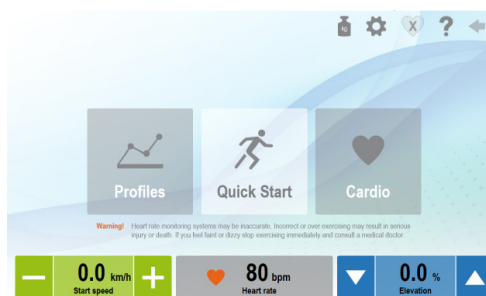 kg
X
?
Profiles
Quick Start
Cardio
Warning! Heart rate monitoring systems may be inaccurate. Incorrect or over exercising may result in serious
injury or death. If you feel faint or dizzy stop exercising immediately and consult a medical doctor
0.0 km/h
Start speed
80 bpm
Heart rate
0.0 %
Elevation